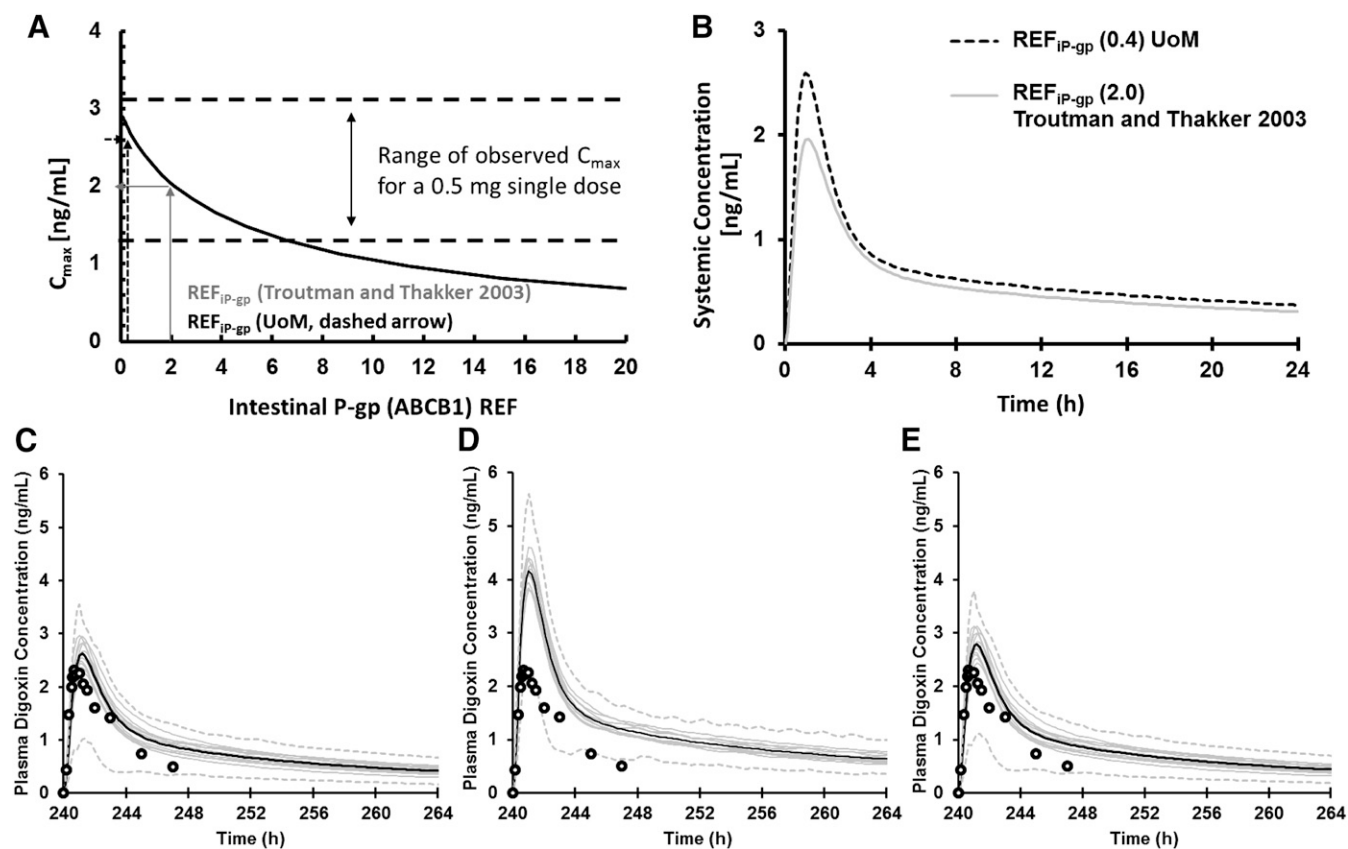 A
Cmax [ng/mL]
4
3
2
1
0
0 2 4 6 8 10 12 14 16 18 20
Range of observed Cmax
for a 0.5 mg single dose
REFiP-gp (Troutman and Thakker 2003)
REFiP-gp (UoM, dashed arrow)
Intestinal P-gp (ABCB1) REF
B
Systemic Concentration
[ng/mL]
3
2
1
0
0 4 8 12 16 20 24
REFiP-gp (0.4) UoM
REFiP-gp (2.0)
Troutman and Thakker 2003
Time (h)
C
Plasma Digoxin Concentration (ng/mL)
6
5
4
3
2
1
0
240 244 248 252 256 260 264
Time (h)
D
Plasma Digoxin Concentration (ng/mL)
6
5
4
3
2
1
0
240 244 248 252 256 260 264
Time (h)
E
Plasma Digoxin Concentration (ng/mL)
6
5
4
3
2
1
0
240 244 248 252 256 260 264
Time (h)